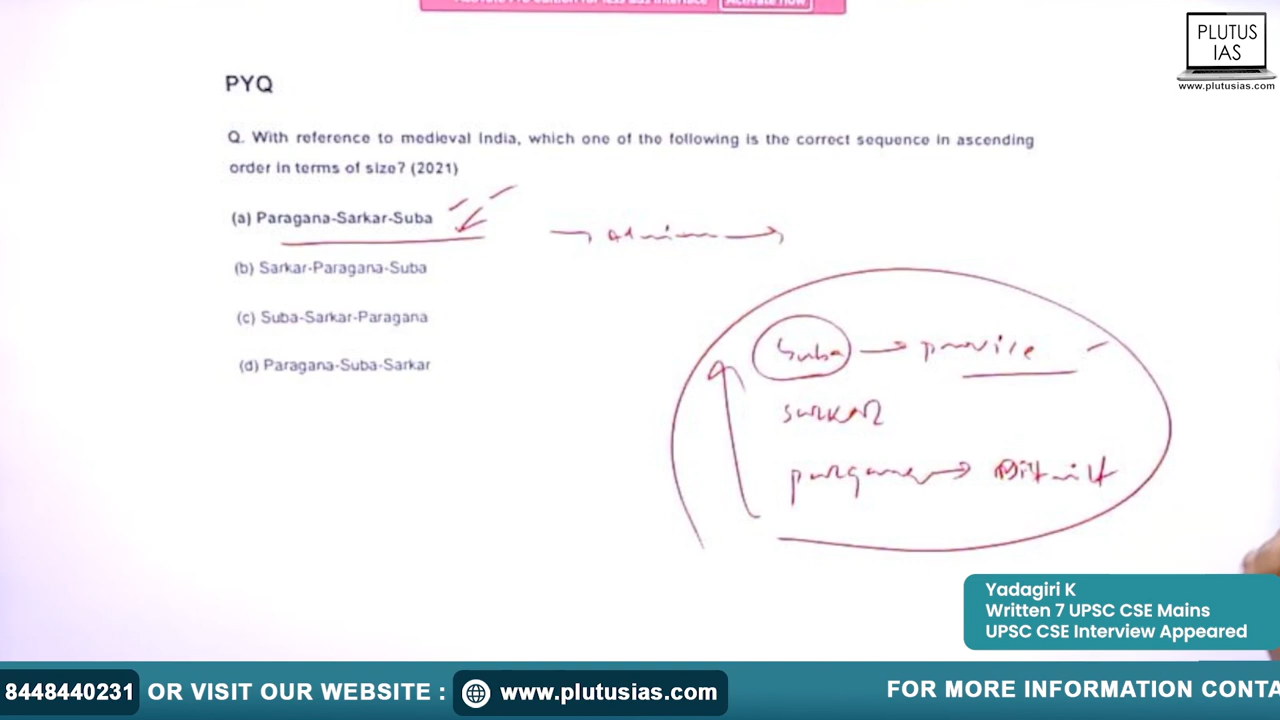 Activate now
PLUTUS
IAS
www.plutusias.com
PYQ
Q. With reference to medieval India, which one of the following is the correct sequence in ascending
order in terms of size? (2021)
(a) Paragana-Sarkar-Suba
(b) Sarkar-Paragana-Suba
(c) Suba-Sarkar-Paragana
(d) Paragana-Suba-Sarkar
Suba → provice
sarkar
pargana →
Yadagiri K
Written 7 UPSC CSE Mains
UPSC CSE Interview Appeared
8448440231 OR VISIT OUR WEBSITE : www.plutusias.com FOR MORE INFORMATION CONTA